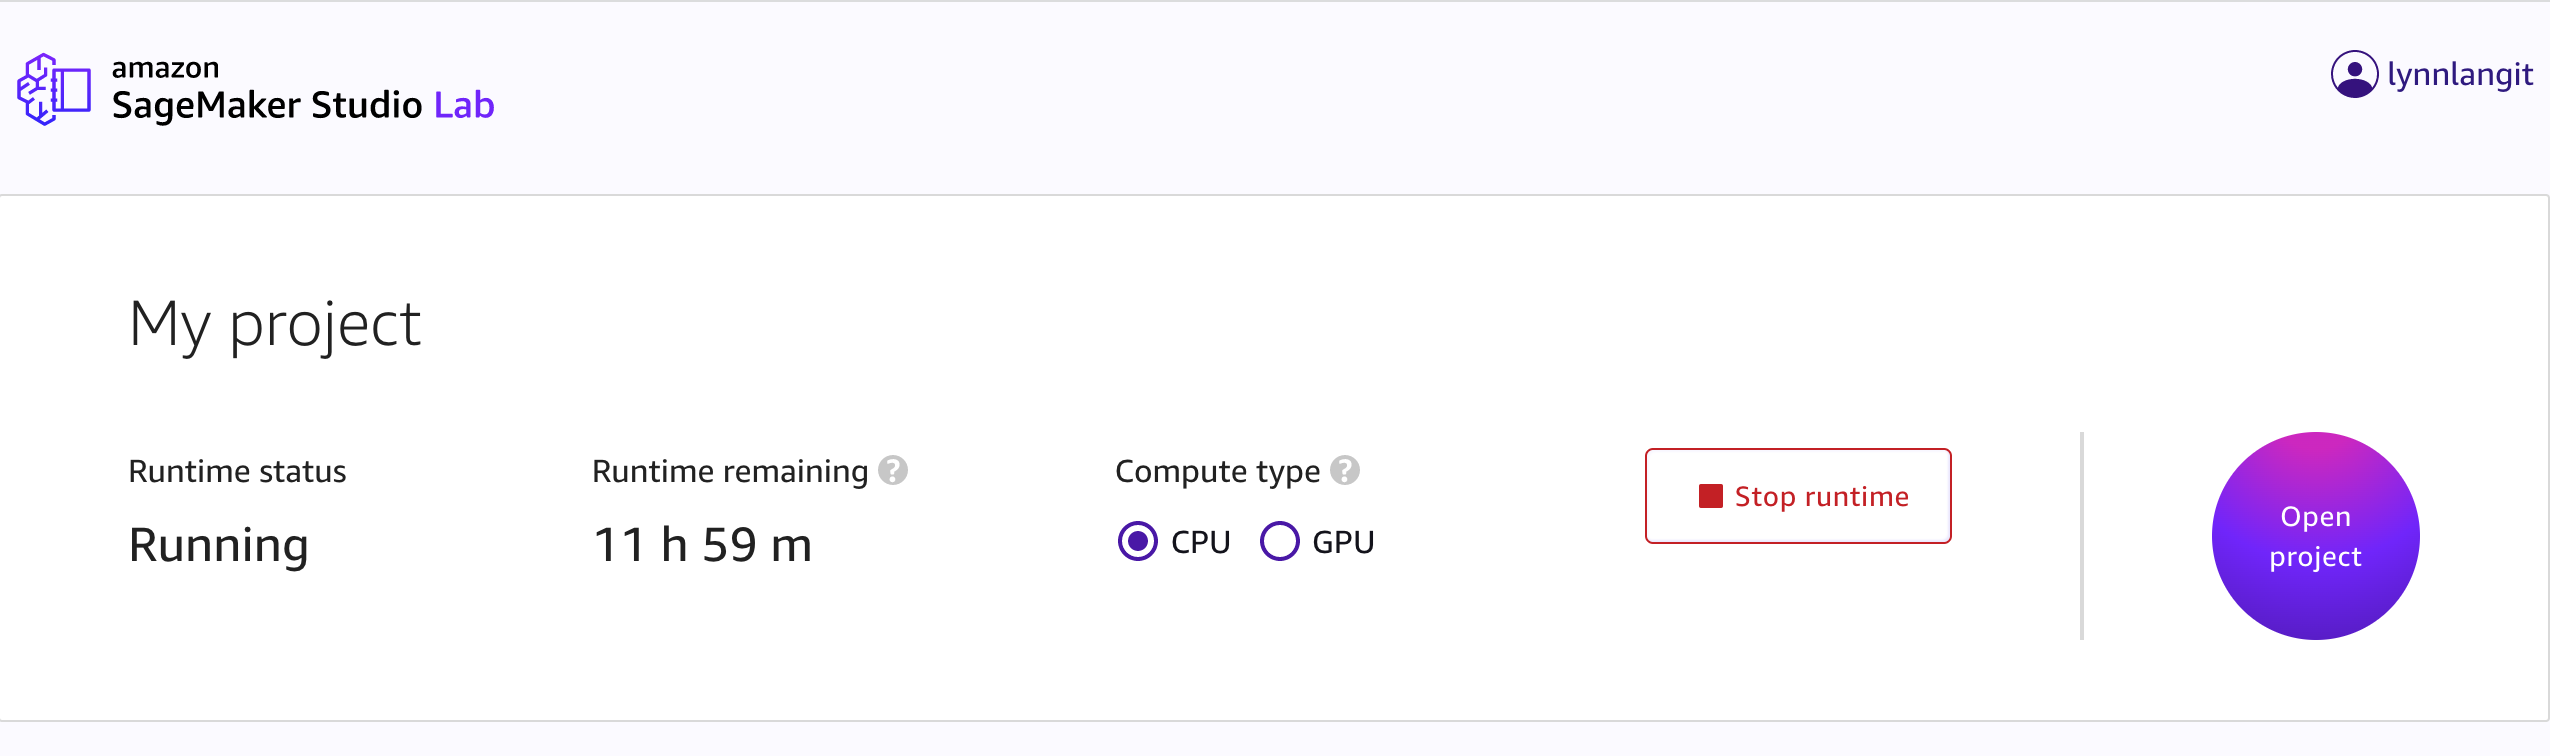 amazon
SageMaker Studio Lab
lynnlangit
My project
Runtime status
Running
Runtime remaining ?
11 h 59 m
Compute type ?
CPU GPU
Stop runtime
Open
project